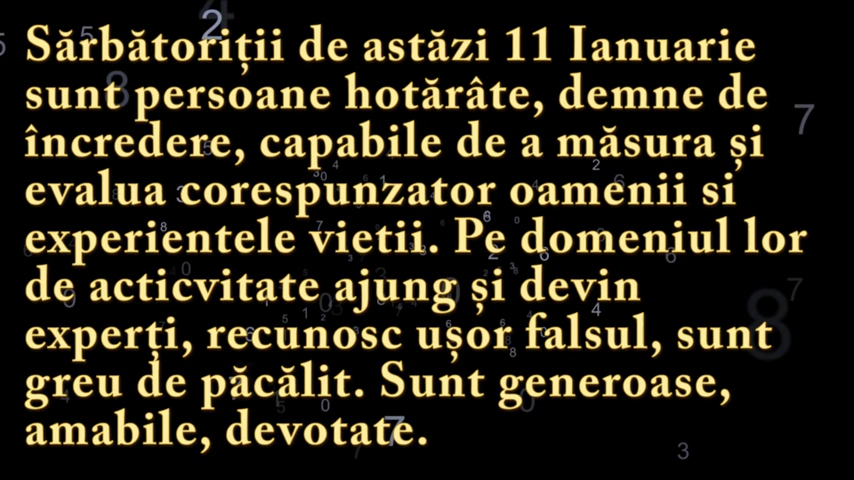 Sărbătoriții de astăzi 11 Ianuarie
sunt persoane hotărâte, demne de
încredere, capabile de a măsura și
evalua corespunzator oamenii si
experientele vietii. Pe domeniul lor
de acticvitate ajung și devin
experți, recunosc ușor falsul, sunt
greu de păcălit. Sunt generoase,
amabile, devotate.